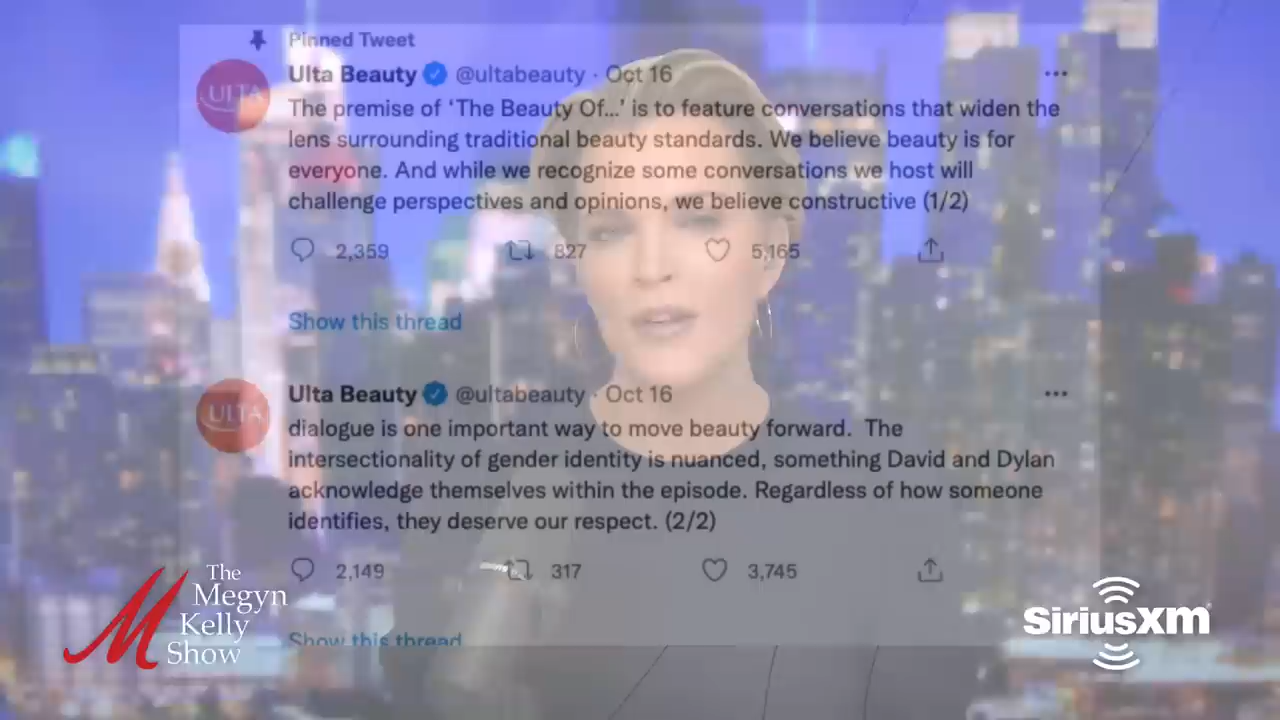 Pinned Tweet
Ulta Beauty @ultabeauty · Oct 16
The premise of ‘The Beauty Of...’ is to feature conversations that widen the
lens surrounding traditional beauty standards. We believe beauty is for
everyone. And while we recognize some conversations we host will
challenge perspectives and opinions, we believe constructive (1/2)
2,359 827 5,165
Show this thread
ULTA
Ulta Beauty @ultabeauty · Oct 16
dialogue is one important way to move beauty forward. The
intersectionality of gender identity is nuanced, something David and Dylan
acknowledge themselves within the episode. Regardless of how someone
identifies, they deserve our respect. (2/2)
2,149 317 3,745
Show this thread
ULTA
The
Megyn
Kelly
Show
SiriusXM